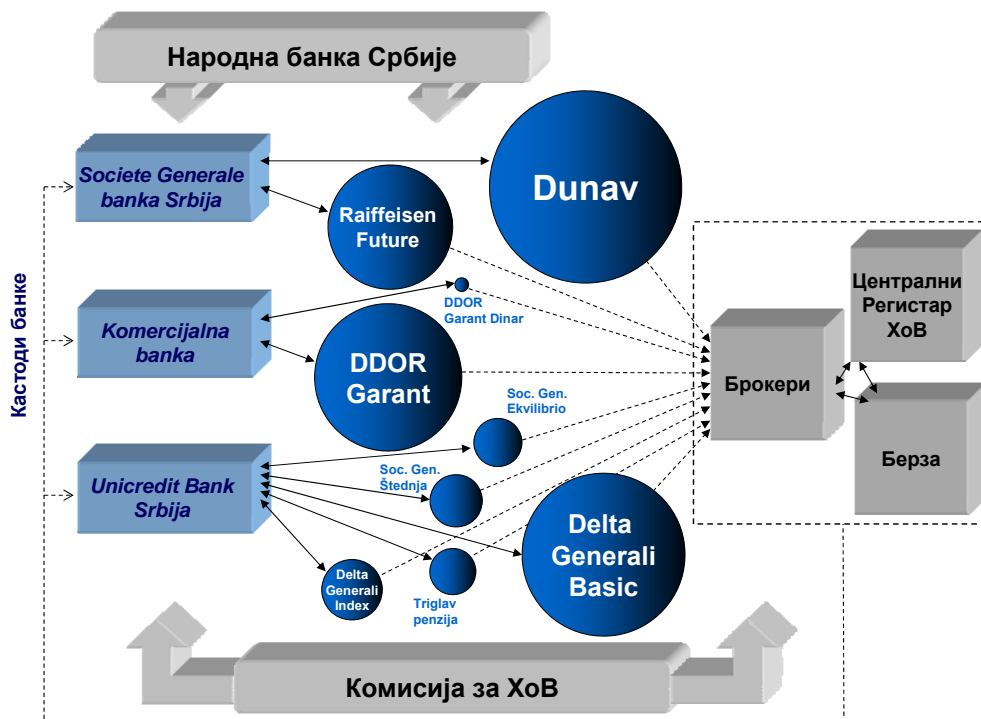 Народна банка Србије
Кастоди банке
Societe Generale
banka Srbija
Dunav
Raiffeisen
Future
DDOR
Garant Dinar
Komercijalna
banka
DDOR
Garant
Soc. Gen.
Ekvilibrio
Soc. Gen.
Štednja
Unicredit Bank
Srbija
Delta
Generali
Basic
Delta
Generali
Index
Triglav
penzija
Централни
Регистар
ХоВ
Брокери
Берза
Комисија за ХоВ